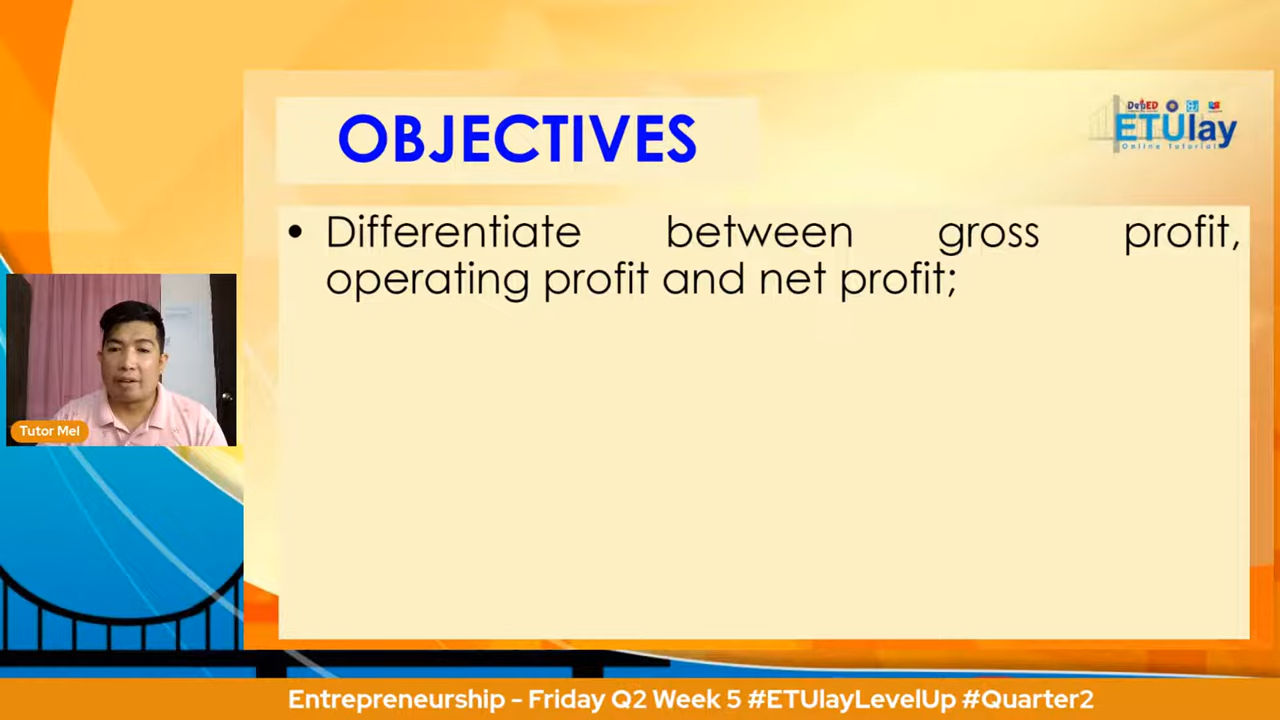 OBJECTIVES
DepED
ETUlay
Online Tutorial
• Differentiate between gross profit,
operating profit and net profit;
Tutor Mel
Entrepreneurship - Friday Q2 Week 5 #ETUlayLevelUp #Quarter2